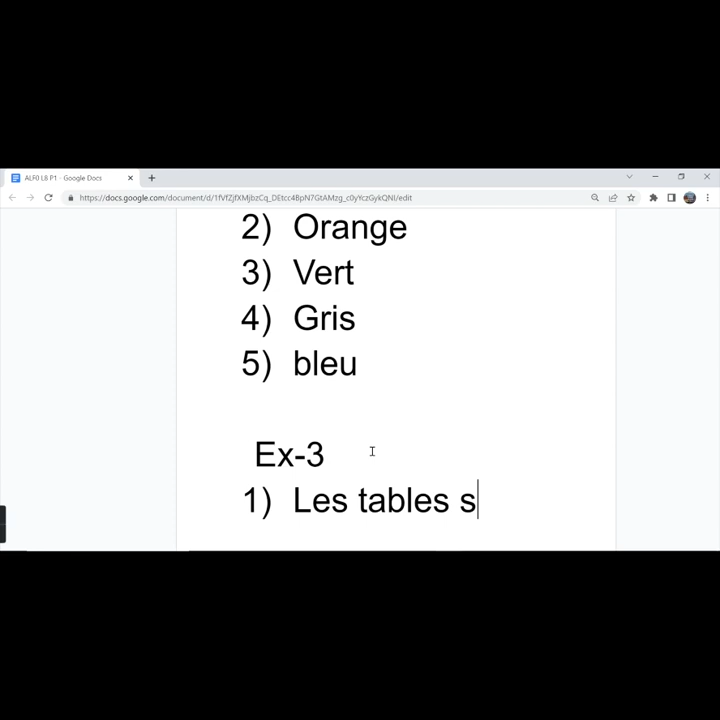 ALF0 L8 P1 - Google Docs
https://docs.google.com/document/d/1fVfZjfXMjbzCq_DEtcc4BpN7GtAMzg_c0yYczGykQNI/edit
2) Orange
3) Vert
4) Gris
5) bleu
Ex-3
1) Les tables s